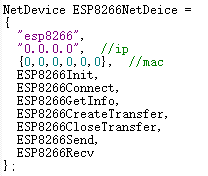 NetDevice ESP8266NetDeice =
{
"esp8266",
"0.0.0.0", //ip
{0,0,0,0,0,0}, //mac
ESP8266Init,
ESP8266Connect,
ESP8266GetInfo,
ESP8266CreateTransfer,
ESP8266CloseTransfer,
ESP8266Send,
ESP8266Recv
};